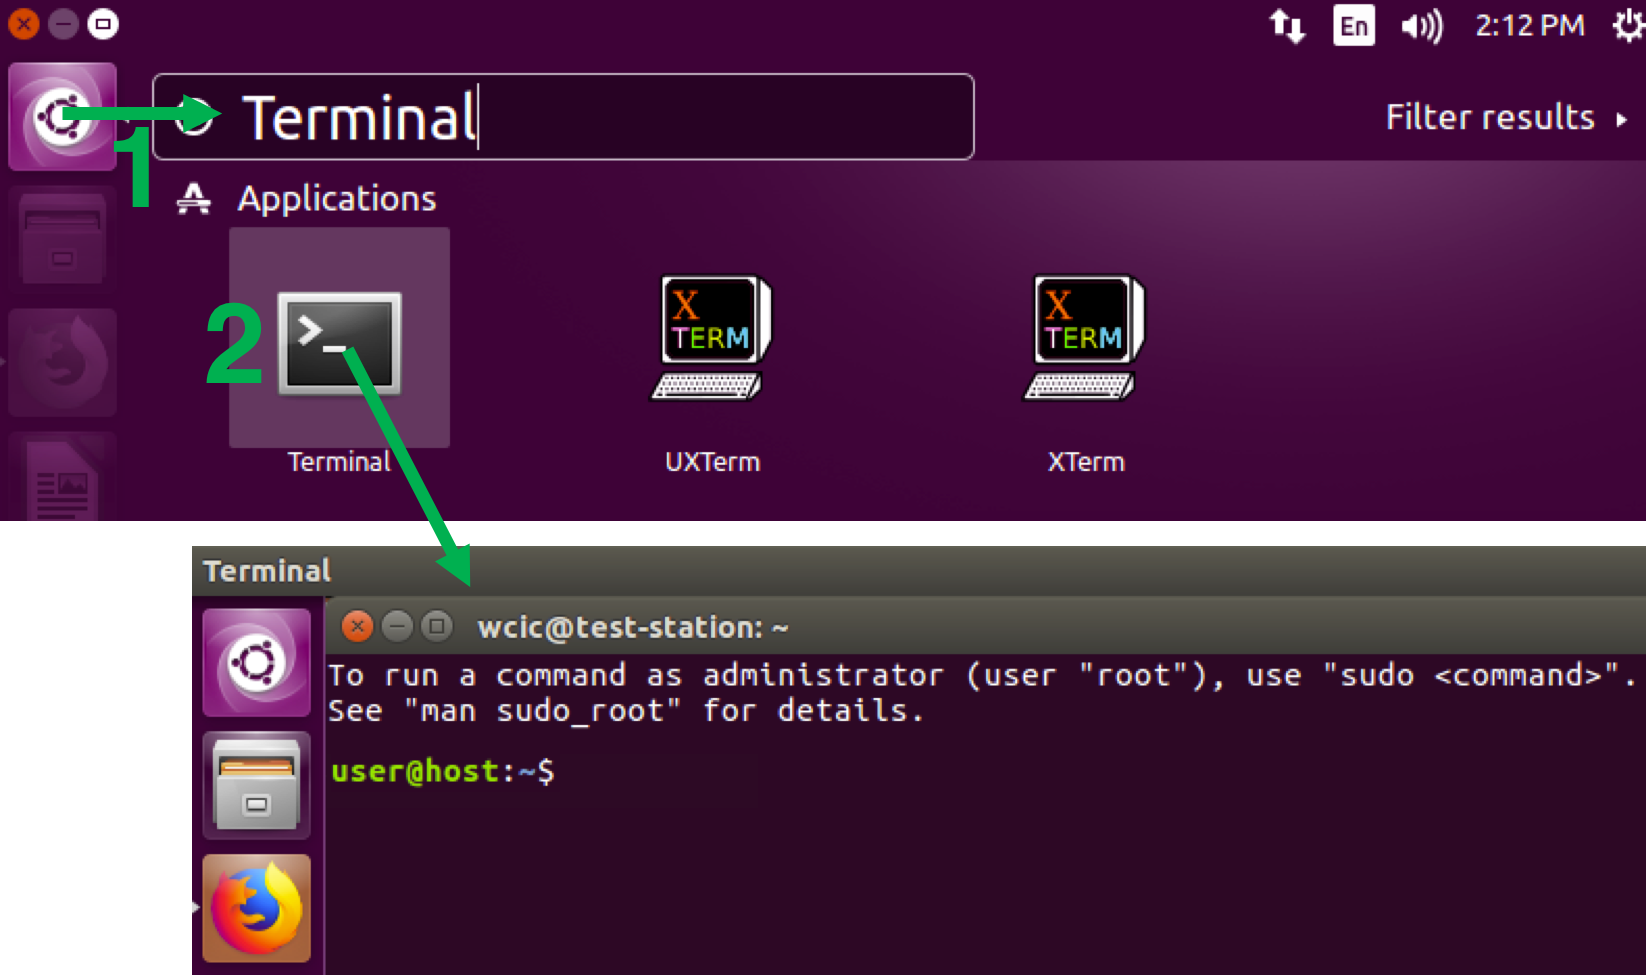 En 2:12 PM
1
Terminal
Filter results
Applications
2
>_
X TERM
X TERM
Terminal
UXTerm
XTerm
Terminal
wcic@test-station: ~
To run a command as administrator (user "root"), use "sudo <command>".
See "man sudo_root" for details.
user@host:~$